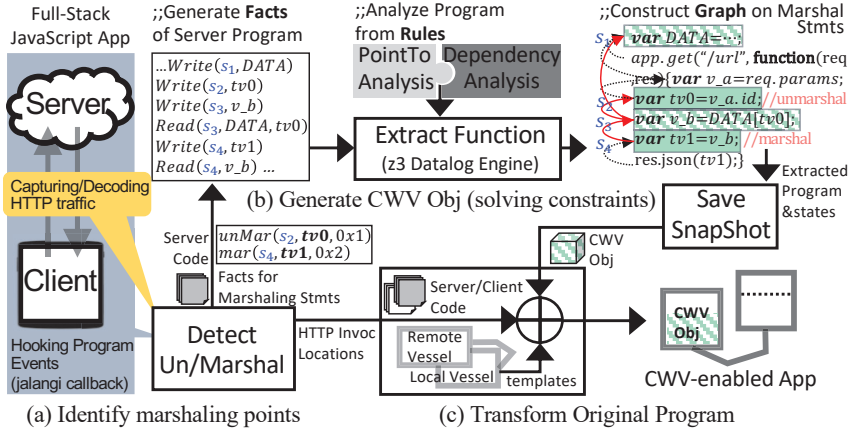 Full-Stack
JavaScript App
Server
Capturing/Decoding
HTTP traffic
Client
Hooking Program
Events
(jalangi callback)
(a) Identify marshaling points
;;Generate Facts
of Server Program
...Write(s1, DATA)
Write(s2, tv0)
Write(s3, v_b)
Read(s3, DATA, tv0)
Write(s4, tv1)
Read(s4, v_b) ...
;;Analyze Program
from Rules
PointTo
Analysis
Dependency
Analysis
Extract Function
(z3 Datalog Engine)
;;Construct Graph on Marshal
Stmts
s1 var DATA=⋯;
app.get("/url", function(req
,res){var v_a=req.params;
s2 var tv0=v_a.id; //unmarshal
s3 var v_b=DATA[tv0];
s4 var tv1=v_b; //marshal
res.json(tv1);}
(b) Generate CWV Obj (solving constraints)
Extracted
Program
&states
Save
SnapShot
Server
Code
unMar(s2, tv0, 0x1)
mar(s4, tv1, 0x2)
Facts for
Marshaling Stmts
Detect
Un/Marshal
HTTP Invoc
Locations
CWV
Obj
Server/Client
Code
Remote
Vessel
Local Vessel
templates
CWV
Obj
CWV-enabled App
(c) Transform Original Program